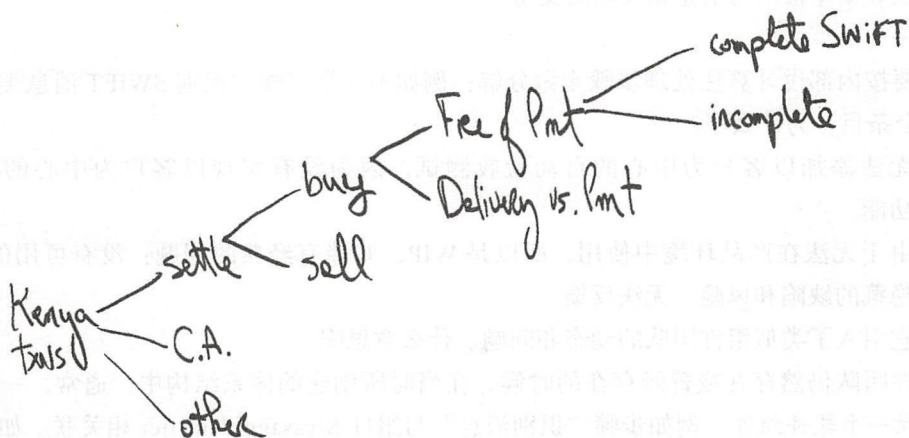 complete SWIFT
incomplete
Free of Pmt
Delivery vs. Pmt
buy
sell
settle
Kenya
txns
C.A.
other